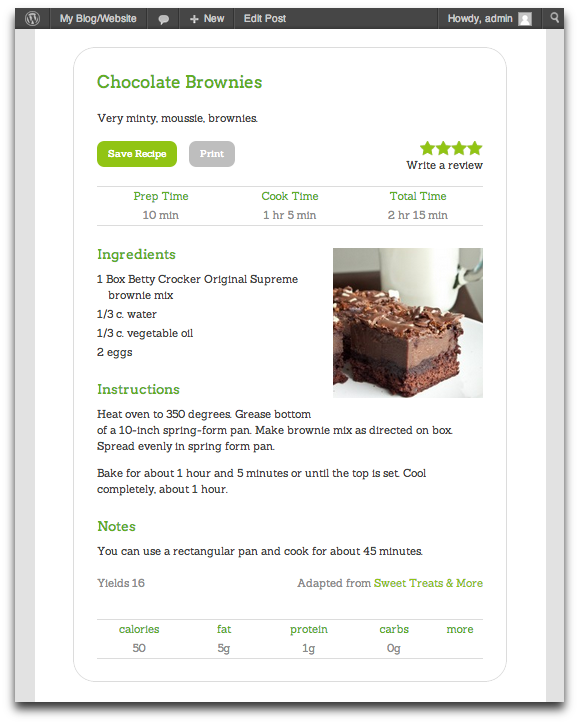 My Blog/Website
New
Edit Post
Howdy, admin
Chocolate Brownies
Very minty, moussie, brownies.
Save Recipe
Print
Write a review
Prep Time Cook Time Total Time
10 min 1 hr 5 min 2 hr 15 min
Ingredients
1 Box Betty Crocker Original Supreme
brownie mix
1/3 c. water
1/3 c. vegetable oil
2 eggs
Instructions
Heat oven to 350 degrees. Grease bottom
of a 10-inch spring-form pan. Make brownie mix as directed on box.
Spread evenly in spring form pan.
Bake for about 1 hour and 5 minutes or until the top is set. Cool
completely, about 1 hour.
Notes
You can use a rectangular pan and cook for about 45 minutes.
Yields 16
Adapted from Sweet Treats & More
calories fat protein carbs more
50 5g 1g 0g